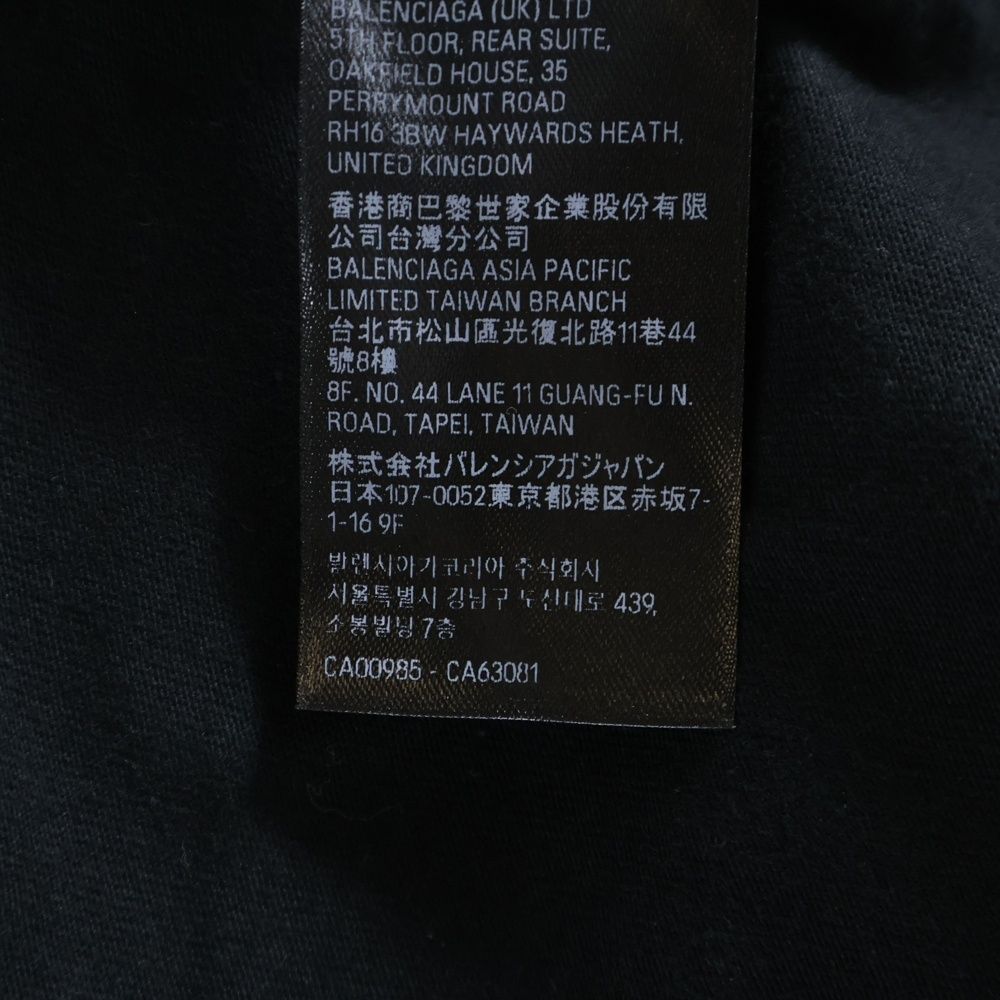 BALENCIAGA (UK) LTD
5TH FLOOR, REAR SUITE,
OAKFIELD HOUSE, 35
PERRYMOUNT ROAD
RH16 3BW HAYWARDS HEATH,
UNITED KINGDOM
香港商巴黎世家企業股份有限
公司台灣分公司
BALENCIAGA ASIA PACIFIC
LIMITED TAIWAN BRANCH
台北市松山區光復北路11巷44
號8樓
8F. NO. 44 LANE 11 GUANG-FU N.
ROAD, TAPEI, TAIWAN
株式会社バレンシアガジャパン
日本107-0052東京都港区赤坂7-
1-16 9F
발렌시아가코리아 주식회사
서울특별시 강남구 도산대로 439,
소봉빌딩 7층
CA00985 - CA63081